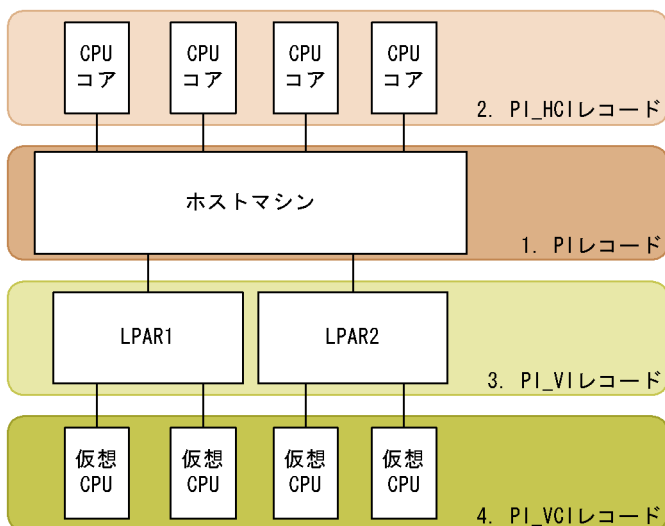 CPU
コア
CPU
コア
CPU
コア
CPU
コア
2. PI_HCIレコード
ホストマシン
1. PIレコード
LPAR1
LPAR2
3. PI_VIレコード
仮想
CPU
仮想
CPU
仮想
CPU
仮想
CPU
4. PI_VCIレコード